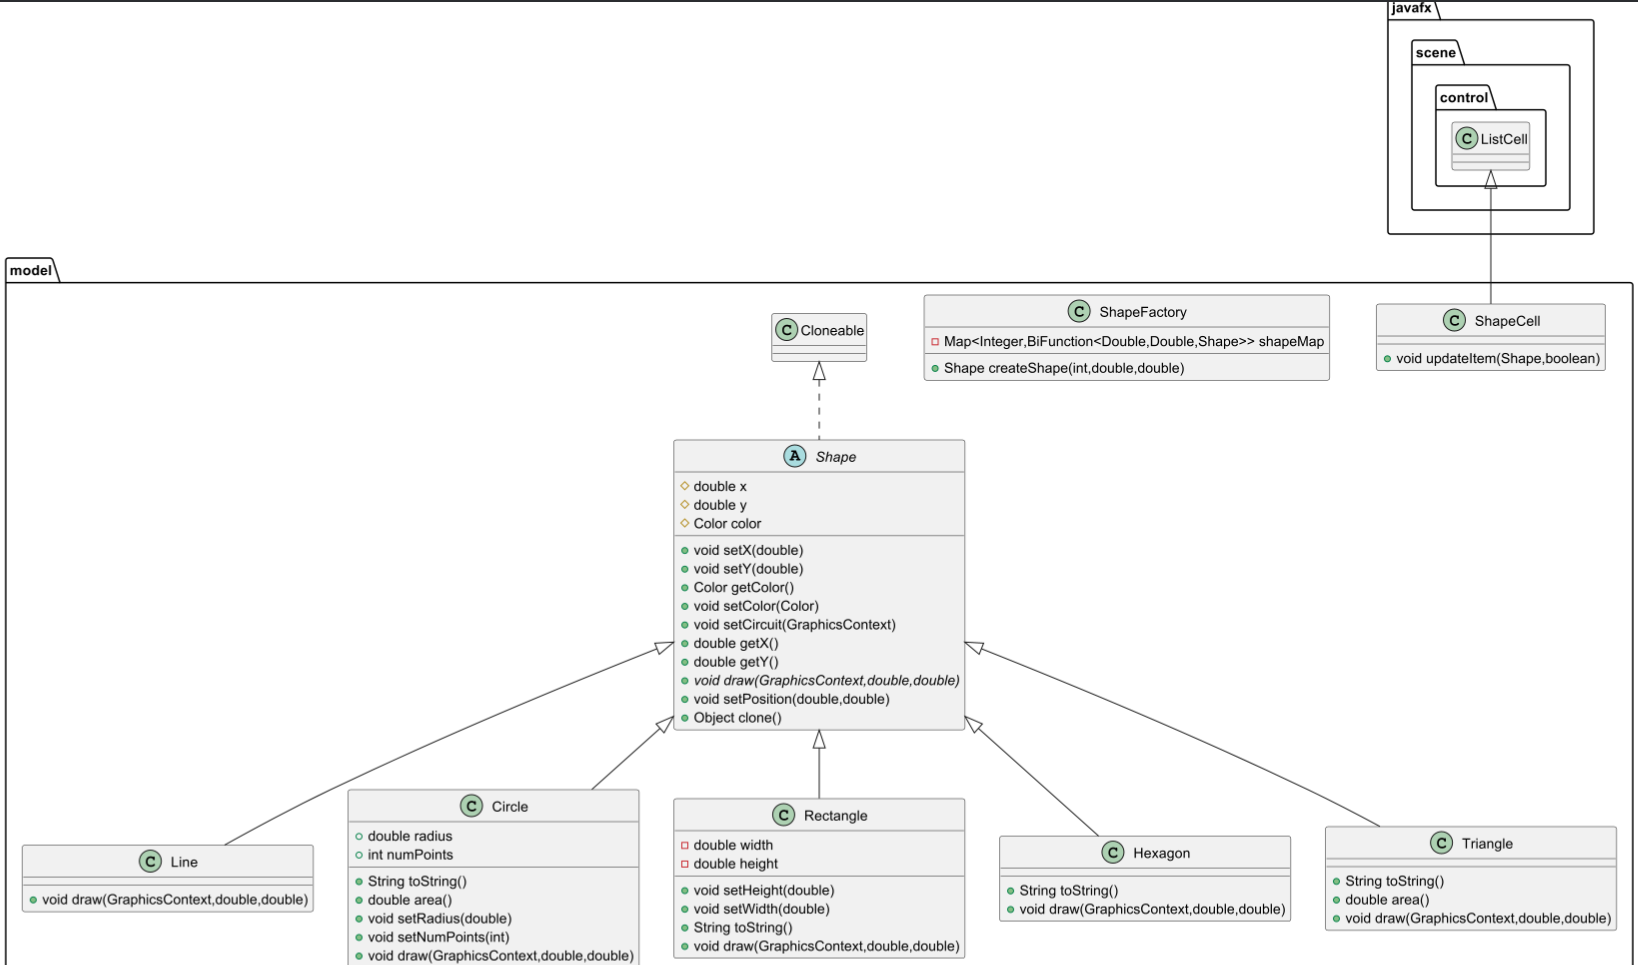 javafx
scene
control
C ListCell
model
C Cloneable
C ShapeFactory
Map<Integer,BiFunction<Double,Double,Shape>> shapeMap
Shape createShape(int,double,double)
C ShapeCell
void updateItem(Shape,boolean)
A Shape
double x
double y
Color color
void setX(double)
void setY(double)
Color getColor()
void setColor(Color)
void setCircuit(GraphicsContext)
double getX()
double getY()
void draw(GraphicsContext,double,double)
void setPosition(double,double)
Object clone()
C Line
void draw(GraphicsContext,double,double)
C Circle
double radius
int numPoints
String toString()
double area()
void setRadius(double)
void setNumPoints(int)
void draw(GraphicsContext,double,double)
C Rectangle
double width
double height
void setHeight(double)
void setWidth(double)
String toString()
void draw(GraphicsContext,double,double)
C Hexagon
String toString()
void draw(GraphicsContext,double,double)
C Triangle
String toString()
double area()
void draw(GraphicsContext,double,double)